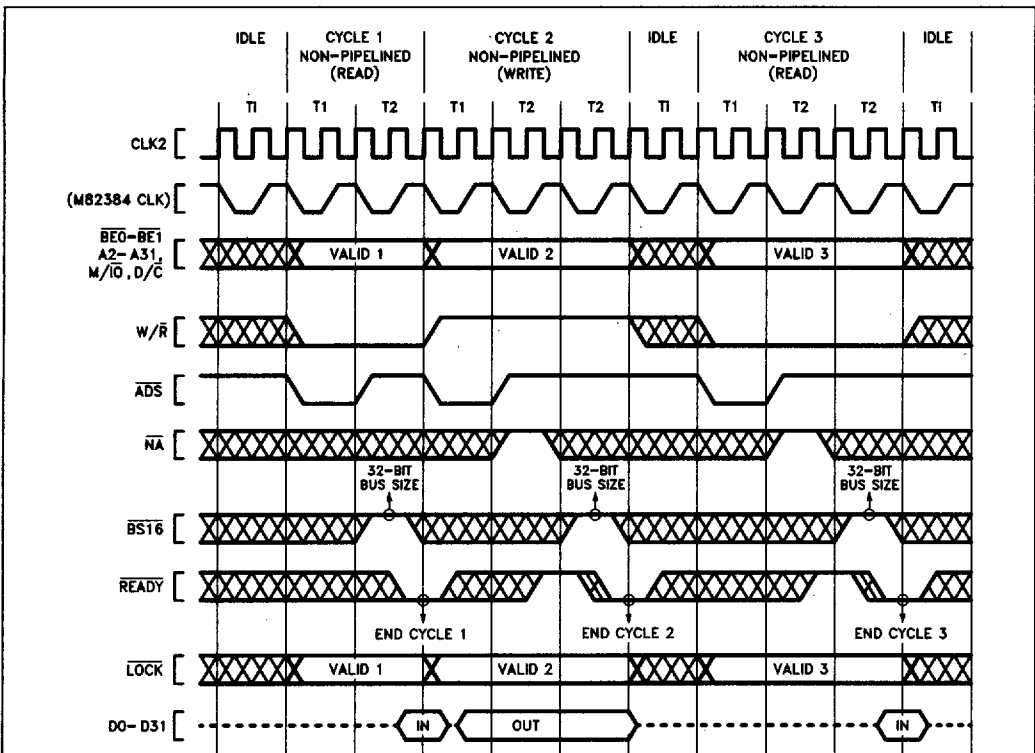 IDLE CYCLE 1 CYCLE 2 IDLE CYCLE 3 IDLE
NON-PIPELINED NON-PIPELINED NON-PIPELINED
(READ) (WRITE) (READ)
Ti T1 T2 T1 T2 T2 Ti T1 T2 T2 Ti
CLK2
(M82384 CLK)
BE0-BE1
A2-A31,
M/IO, D/C
VALID 1 VALID 2 VALID 3
W/R
ADS
NA
32-BIT 32-BIT 32-BIT
BUS SIZE BUS SIZE BUS SIZE
BS16
READY
END CYCLE 1 END CYCLE 2 END CYCLE 3
LOCK VALID 1 VALID 2 VALID 3
D0-D31 IN OUT IN